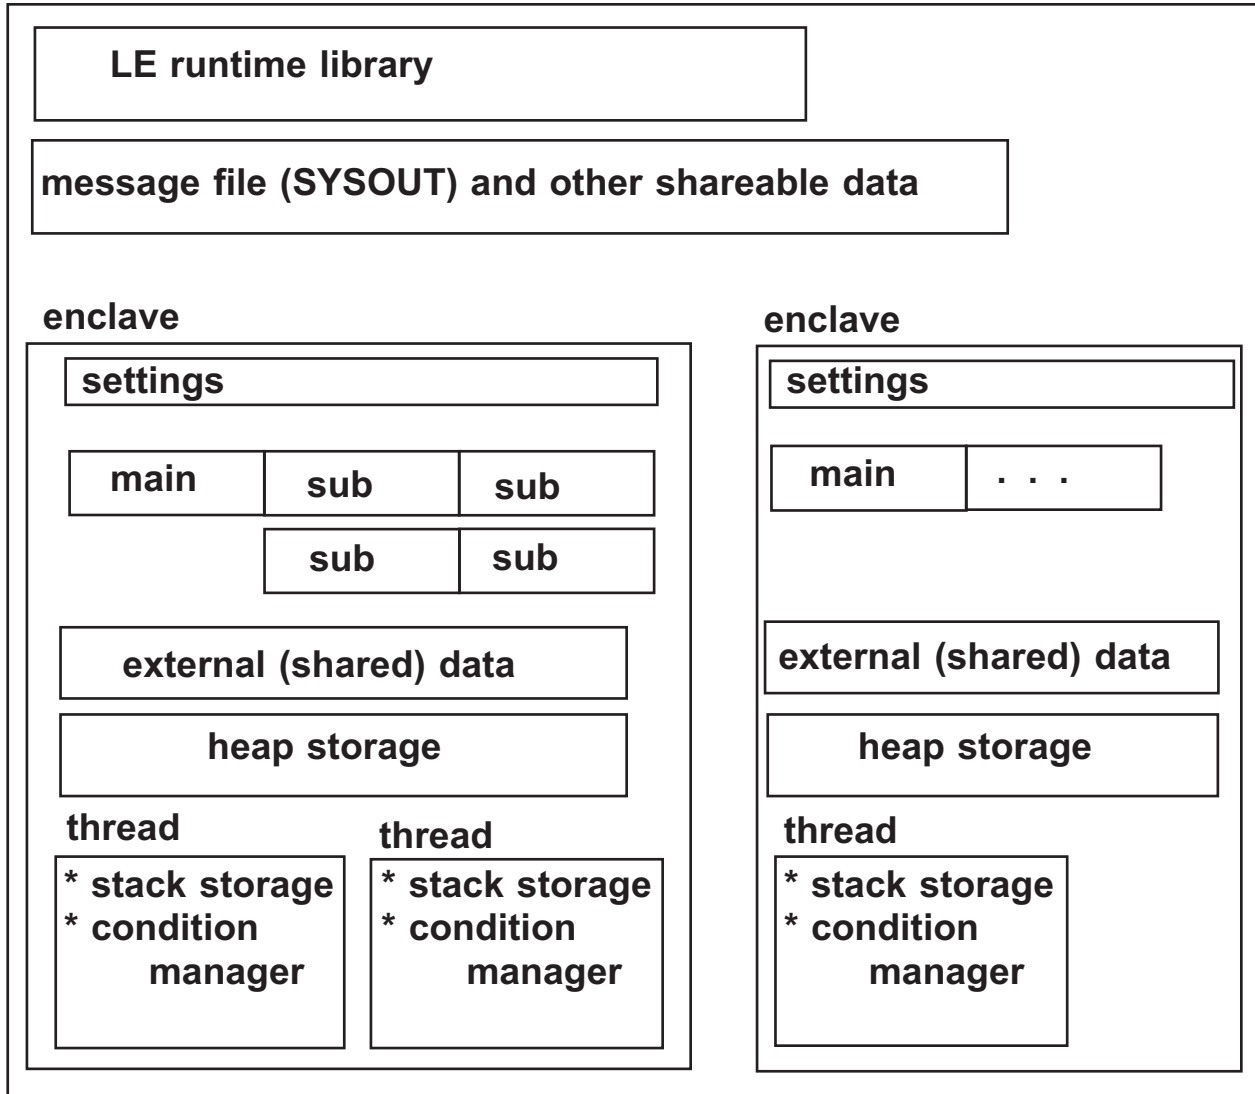 LE runtime library
message file (SYSOUT) and other shareable data
enclave
settings
main sub sub
sub sub
external (shared) data
heap storage
thread
* stack storage
* condition
manager
thread
* stack storage
* condition
manager
enclave
settings
main . . .
external (shared) data
heap storage
thread
* stack storage
* condition
manager